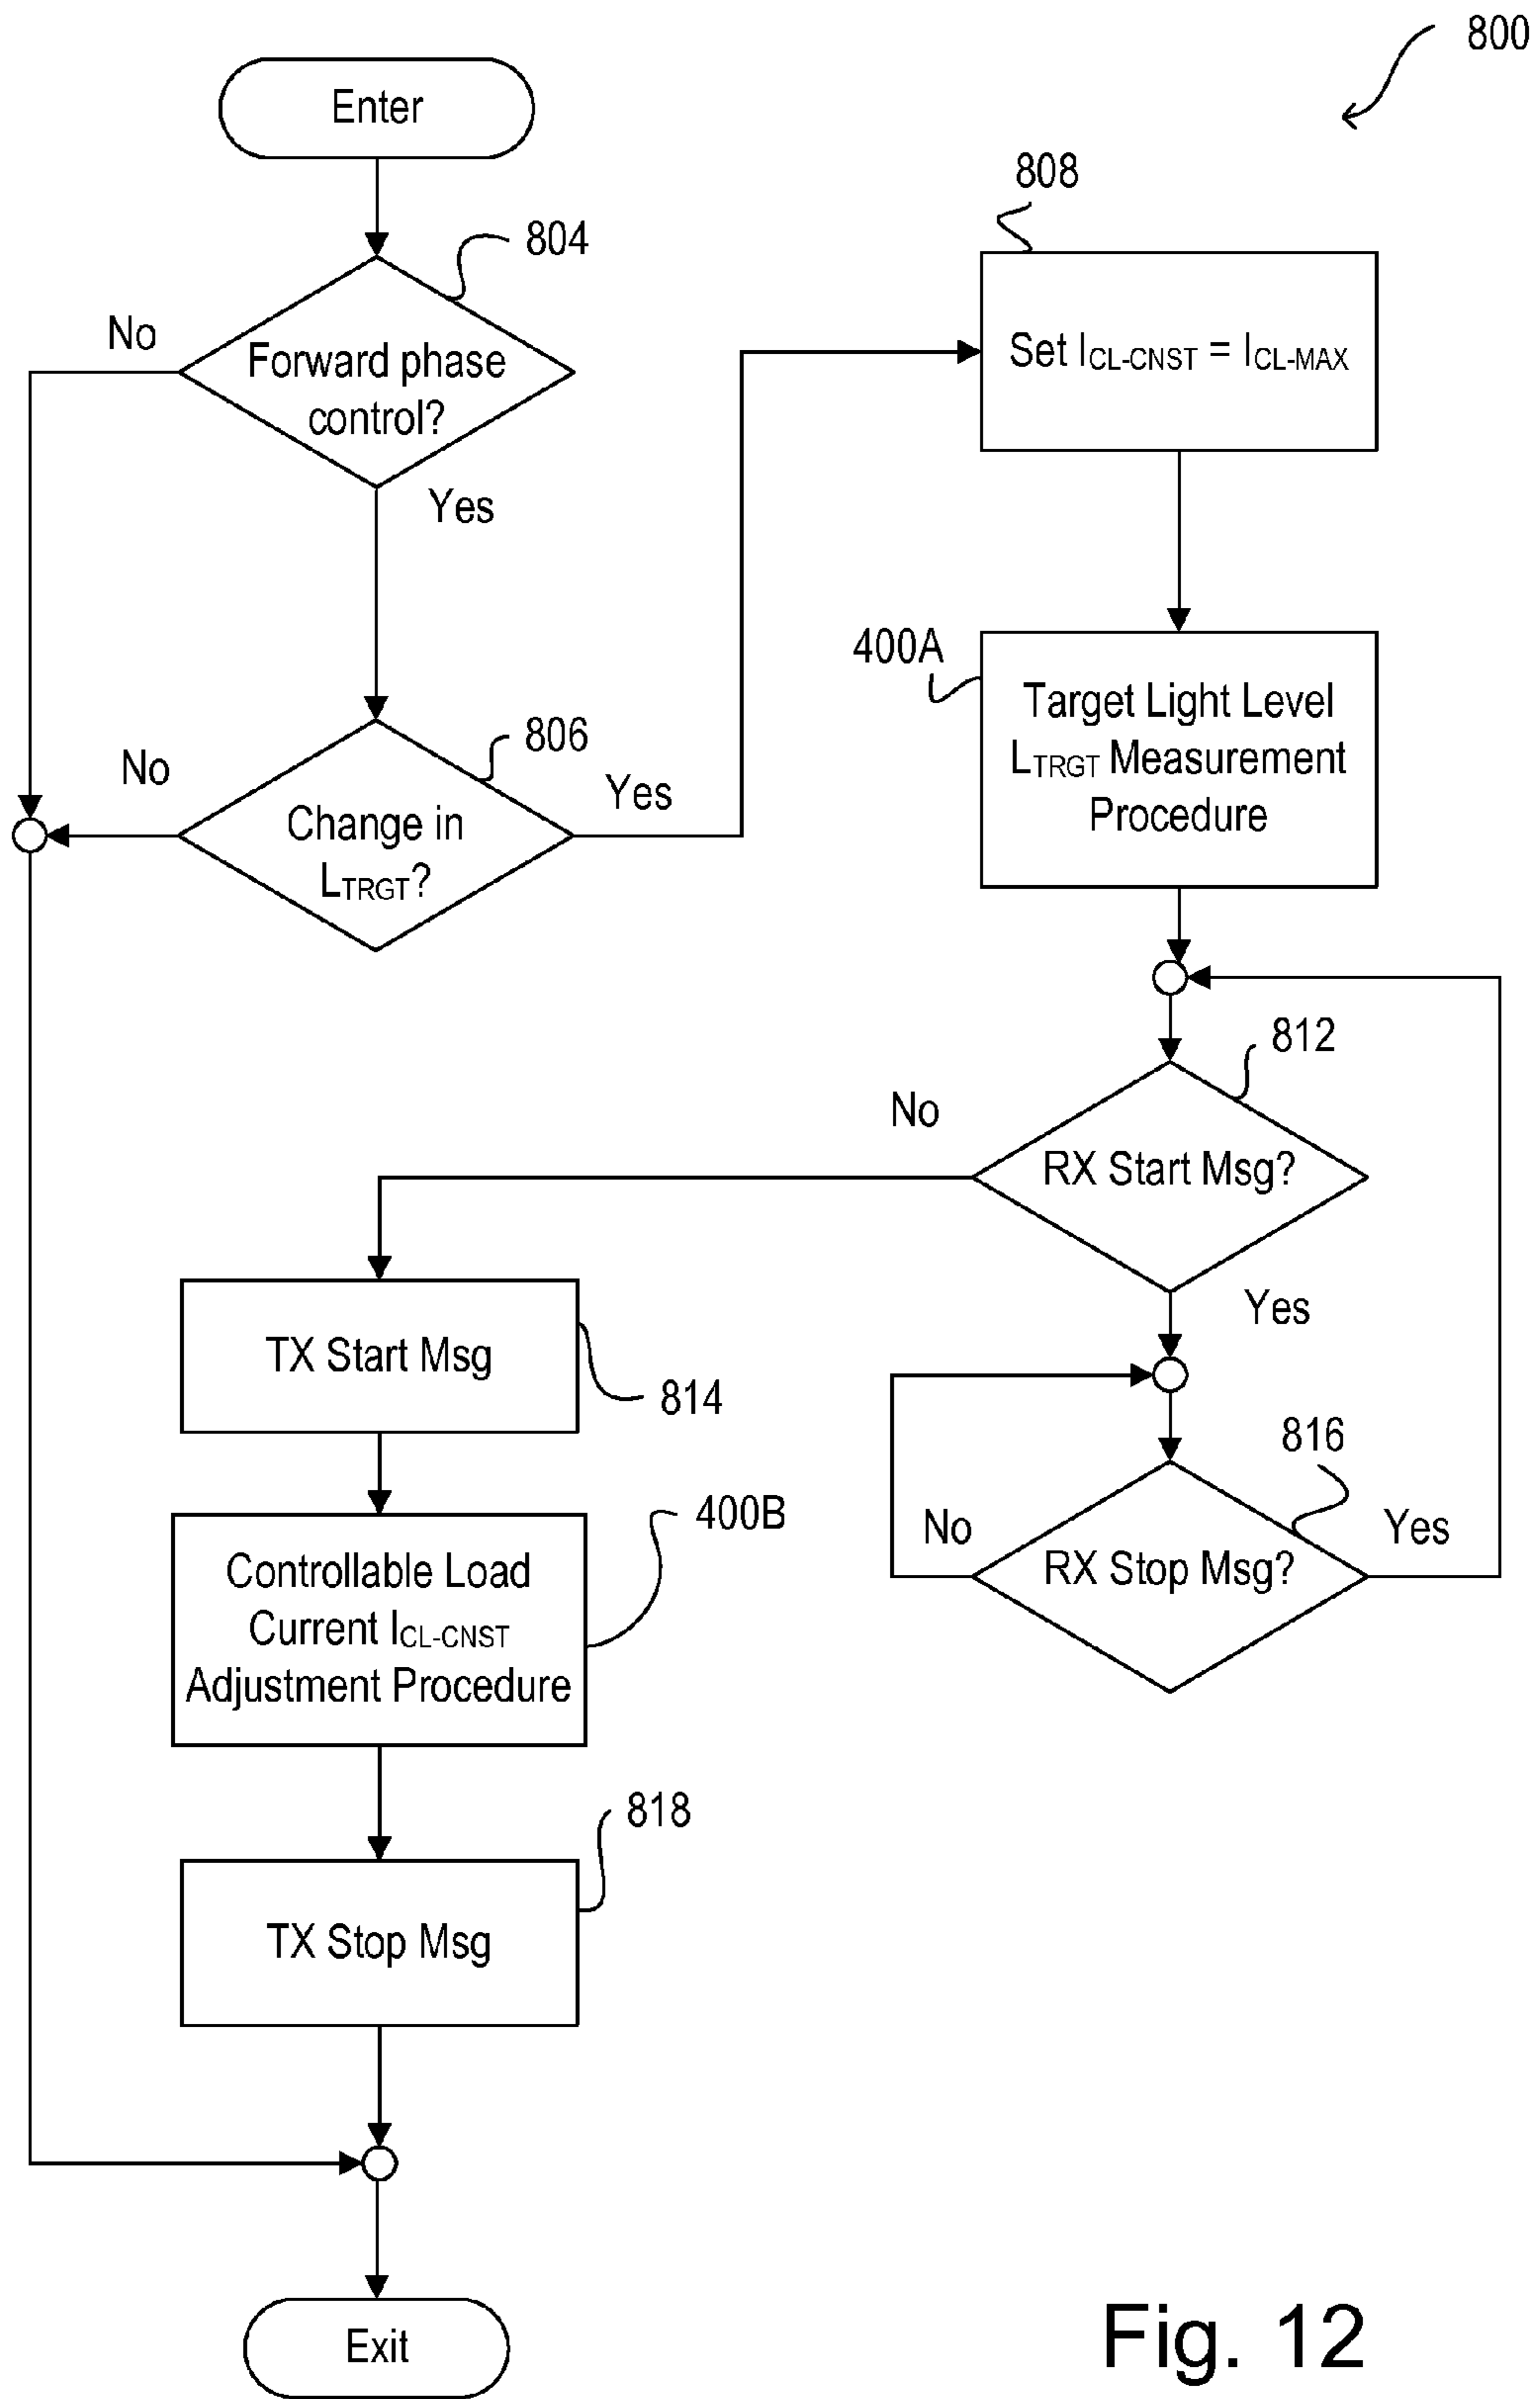 800
Enter
804
No
Forward phase
control?
Yes
808
Set ICL-CNST = ICL-MAX
400A
Target Light Level
LTRGT Measurement
Procedure
806
No
Yes
Change in
LTRGT?
812
No
RX Start Msg?
Yes
TX Start Msg
814
816
No
Yes
RX Stop Msg?
400B
Controllable Load
Current ICL-CNST
Adjustment Procedure
818
TX Stop Msg
Exit
Fig. 12